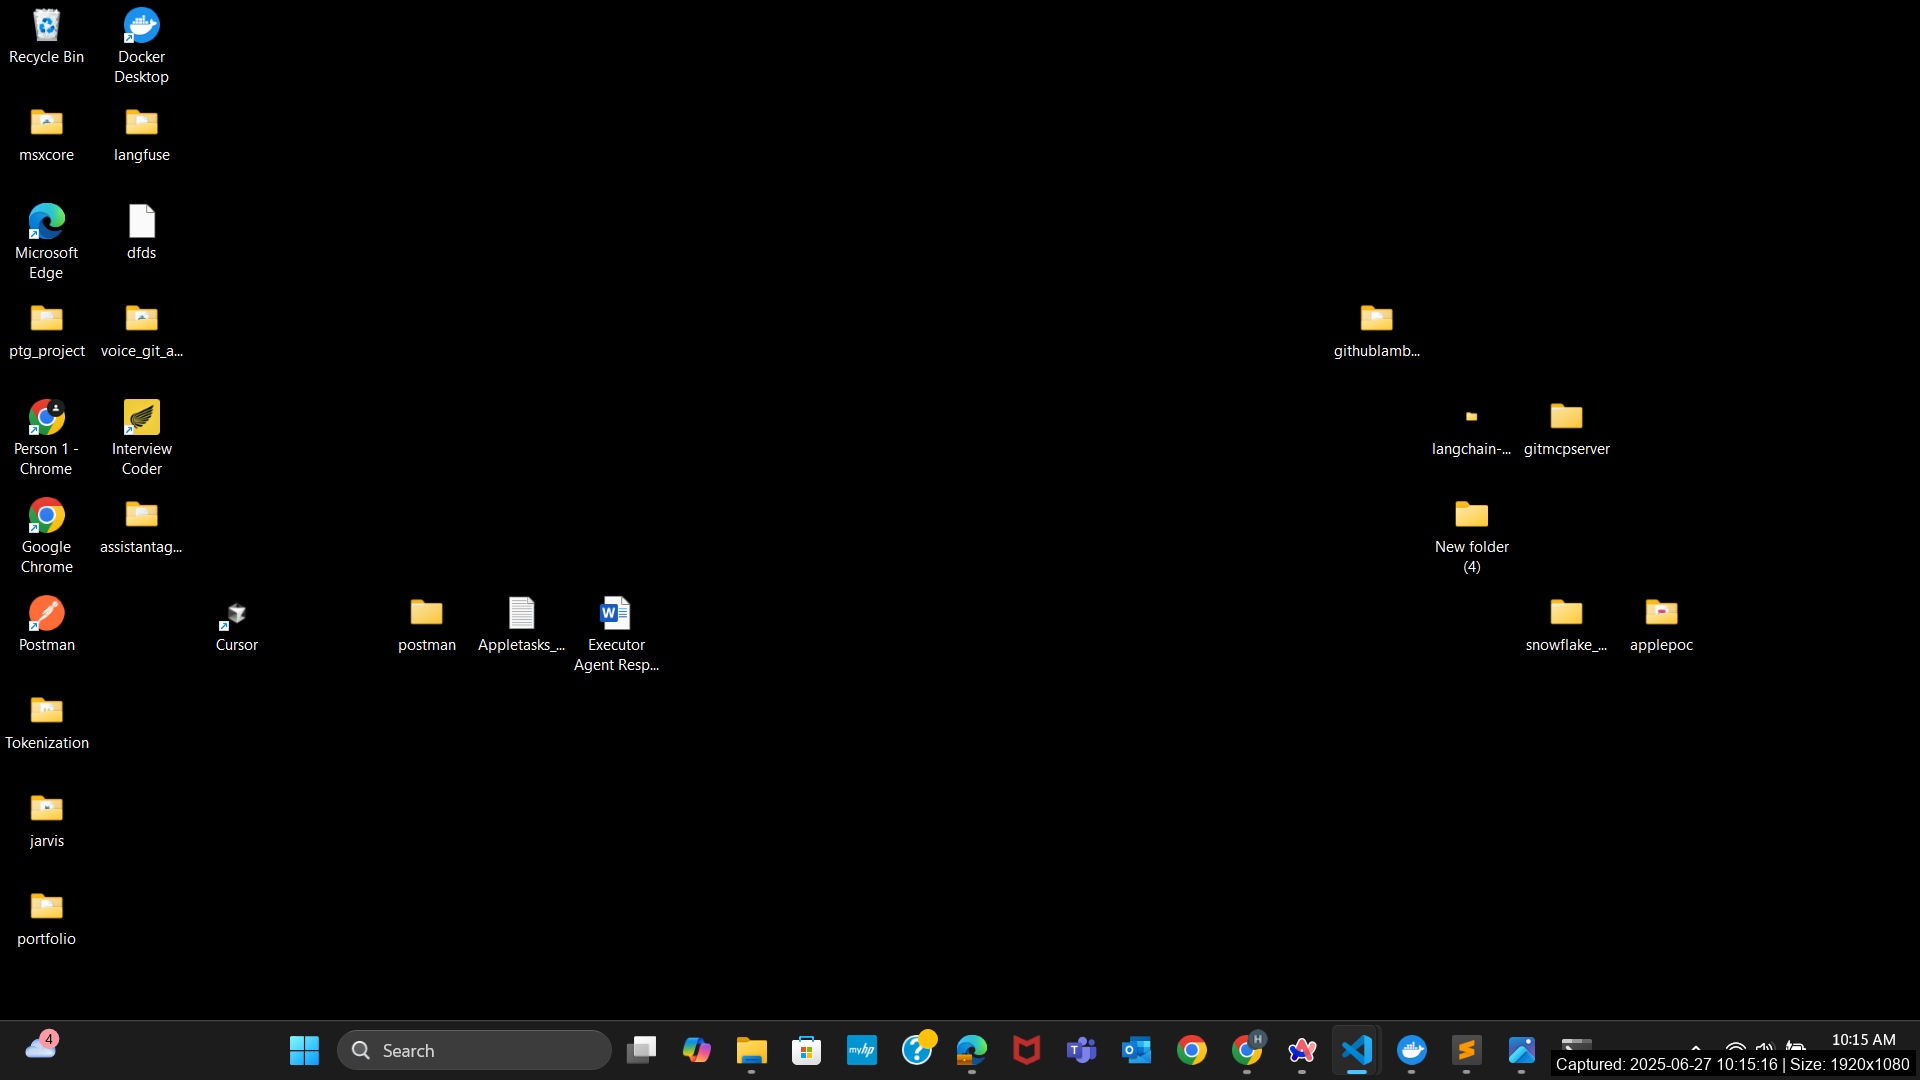 Recycle Bin
Docker
Desktop
msxcore
langfuse
Microsoft
Edge
dfds
ptg_project
voice_git_a...
githublamb...
Person 1 -
Chrome
Interview
Coder
langchain-...
gitmcpserver
Google
Chrome
assistantag...
New folder
(4)
Postman
Cursor
postman
Appletasks_...
Executor
Agent Resp...
snowflake_...
applepoc
Tokenization
jarvis
portfolio
4
Search
myhp
H
10:15 AM
Captured: 2025-06-27 10:15:16 | Size: 1920x1080